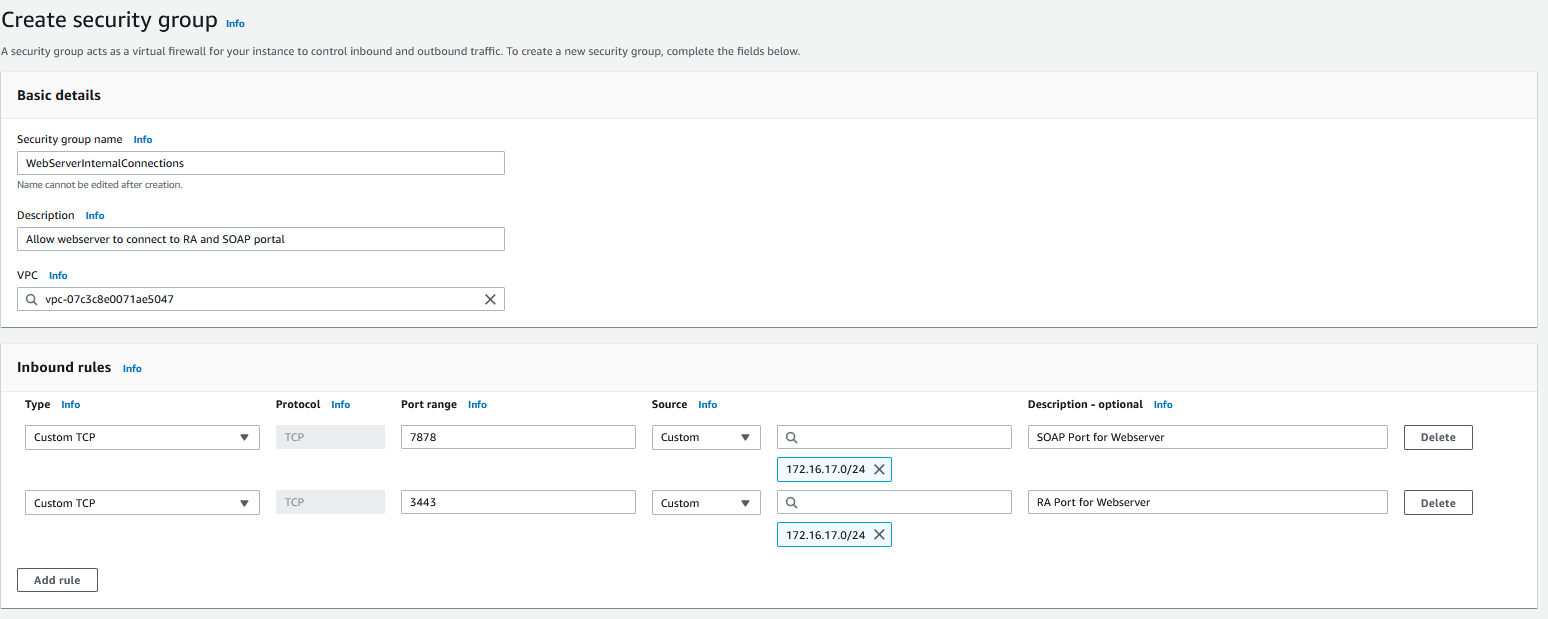 Create security group Info
A security group acts as a virtual firewall for your instance to control inbound and outbound traffic. To create a new security group, complete the fields below.
Basic details
Security group name Info
WebServerInternalConnections
Name cannot be edited after creation.
Description Info
Allow webserver to connect to RA and SOAP portal
VPC Info
vpc-07c3c8e0071ae5047
Inbound rules Info
Type Info Protocol Info Port range Info Source Info Description - optional Info
Custom TCP TCP 7878 Custom SOAP Port for Webserver Delete
172.16.17.0/24
Custom TCP TCP 3443 Custom RA Port for Webserver Delete
172.16.17.0/24
Add rule